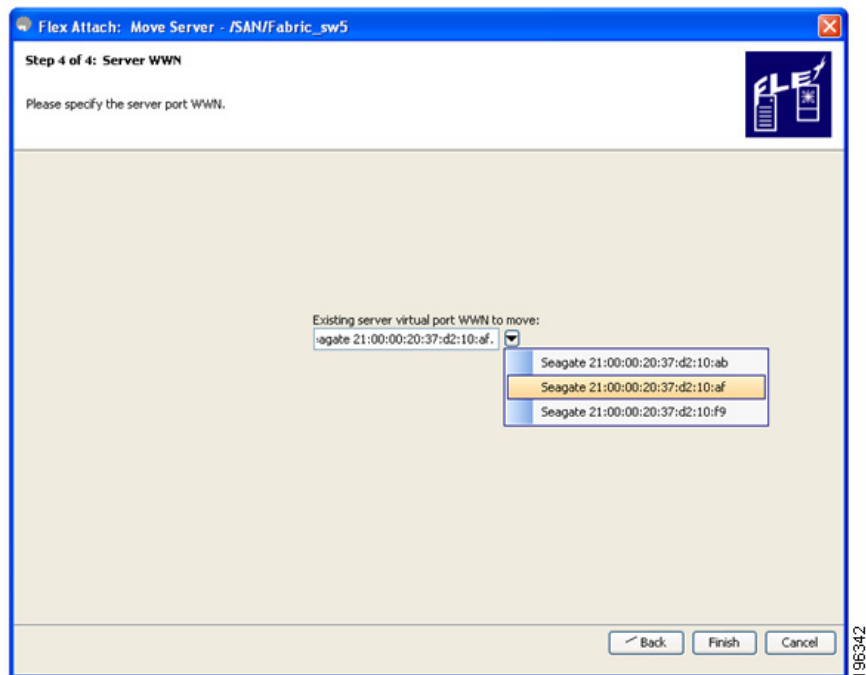 Flex Attach: Move Server - /SAN/Fabric_sw5
Step 4 of 4: Server WWN
Please specify the server port WWN.
FLEX
Existing server virtual port WWN to move:
agate 21:00:00:20:37:d2:10:af.
Seagate 21:00:00:20:37:d2:10:ab
Seagate 21:00:00:20:37:d2:10:af
Seagate 21:00:00:20:37:d2:10:f9
Back Finish Cancel
196342